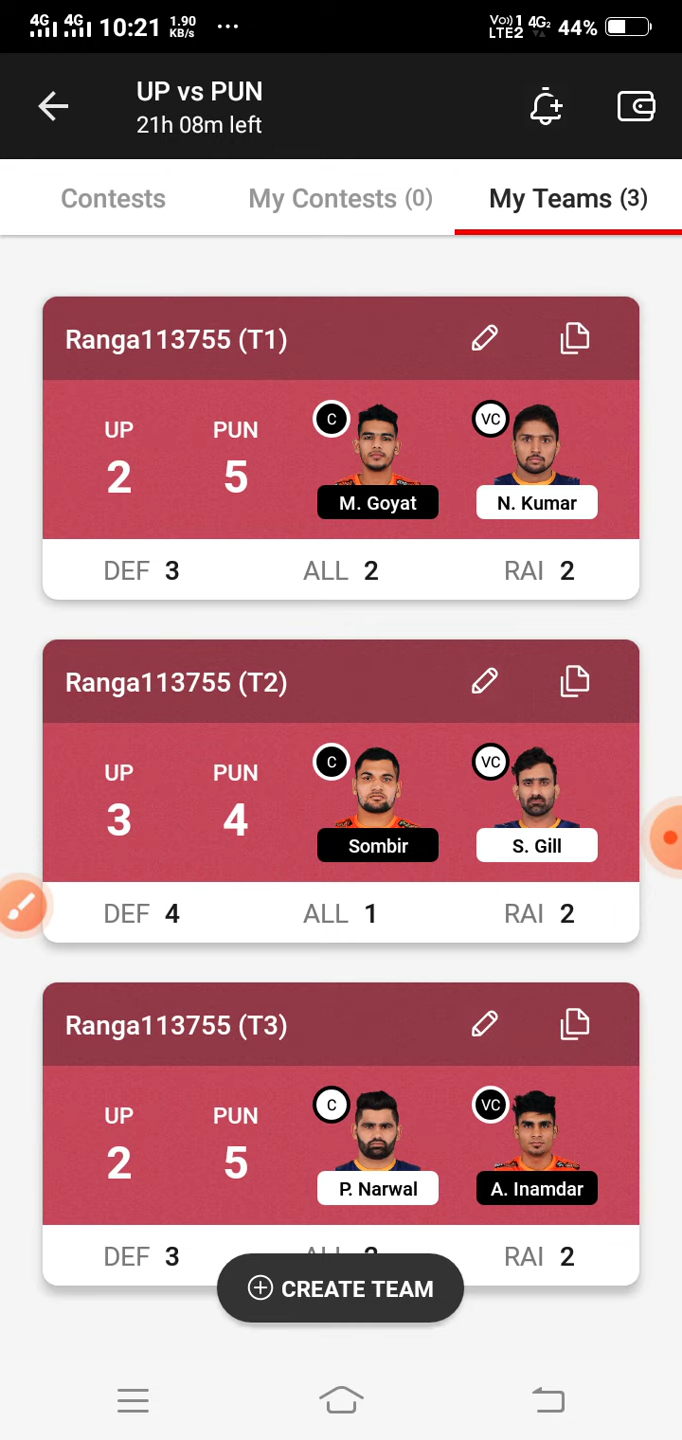 4G 4G 10:21 1.90 KB/s ... Vo)) 1 LTE2 4G2 44%
UP vs PUN
21h 08m left
Contests My Contests (0) My Teams (3)
Ranga113755 (T1)
C VC
UP PUN
2 5
M. Goyat N. Kumar
DEF 3 ALL 2 RAI 2
Ranga113755 (T2)
C VC
UP PUN
3 4
Sombir S. Gill
DEF 4 ALL 1 RAI 2
Ranga113755 (T3)
C VC
UP PUN
2 5
P. Narwal A. Inamdar
DEF 3 RAI 2
CREATE TEAM